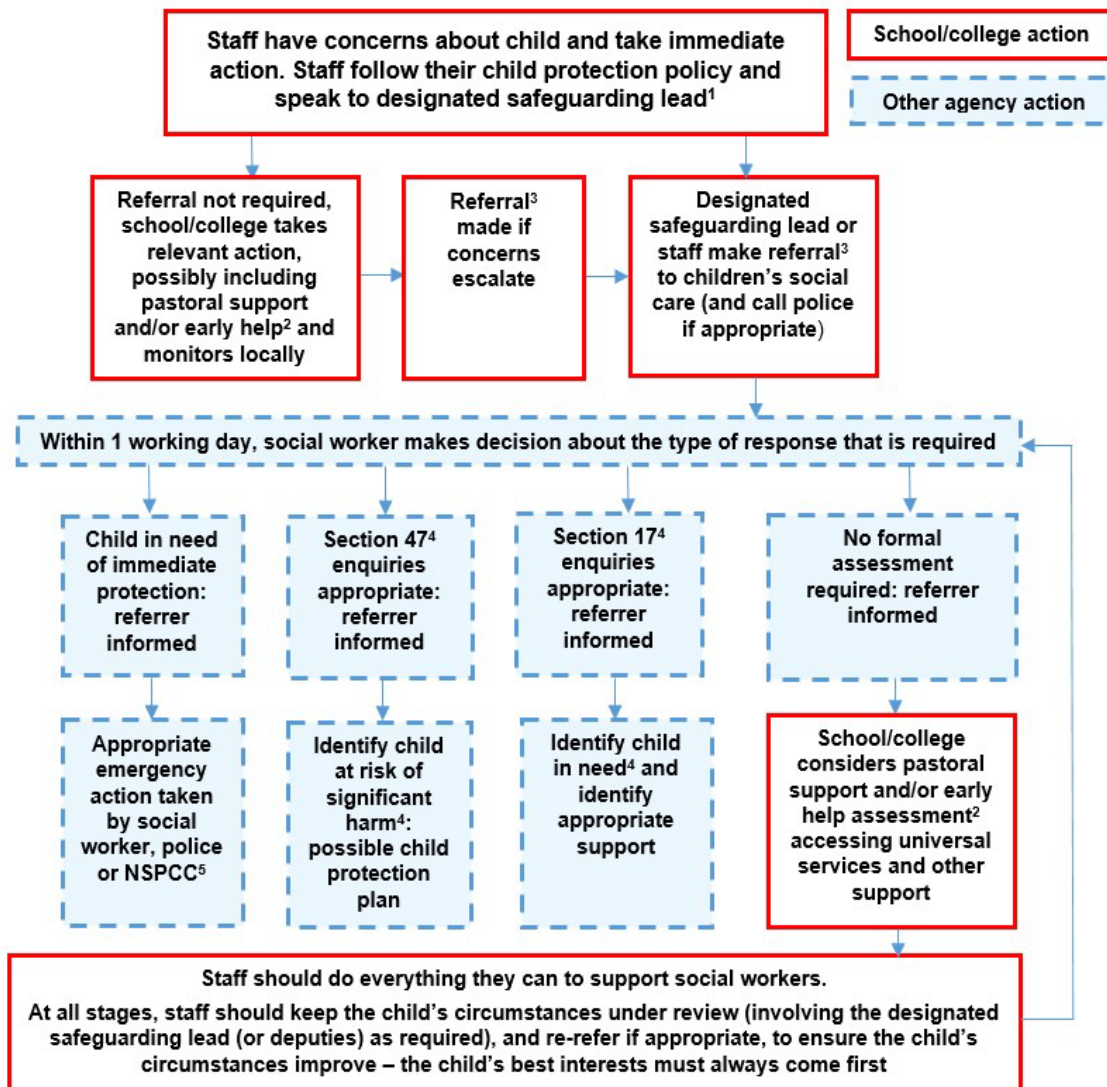 Staff have concerns about child and take immediate
action. Staff follow their child protection policy and
speak to designated safeguarding lead¹
School/college action
Other agency action
Referral not required,
school/college takes
relevant action,
possibly including
pastoral support
and/or early help² and
monitors locally
Referral³
made if
concerns
escalate
Designated
safeguarding lead or
staff make referral³
to children’s social
care (and call police
if appropriate)
Within 1 working day, social worker makes decision about the type of response that is required
Child in need
of immediate
protection:
referrer
informed
Section 47⁴
enquiries
appropriate:
referrer
informed
Section 17⁴
enquiries
appropriate:
referrer
informed
No formal
assessment
required: referrer
informed
Appropriate
emergency
action taken
by social
worker, police
or NSPCC⁵
Identify child
at risk of
significant
harm⁴:
possible child
protection
plan
Identify child
in need⁴ and
identify
appropriate
support
School/college
considers pastoral
support and/or early
help assessment²
accessing universal
services and other
support
Staff should do everything they can to support social workers.
At all stages, staff should keep the child’s circumstances under review (involving the designated
safeguarding lead (or deputies) as required), and re-refer if appropriate, to ensure the child’s
circumstances improve – the child’s best interests must always come first